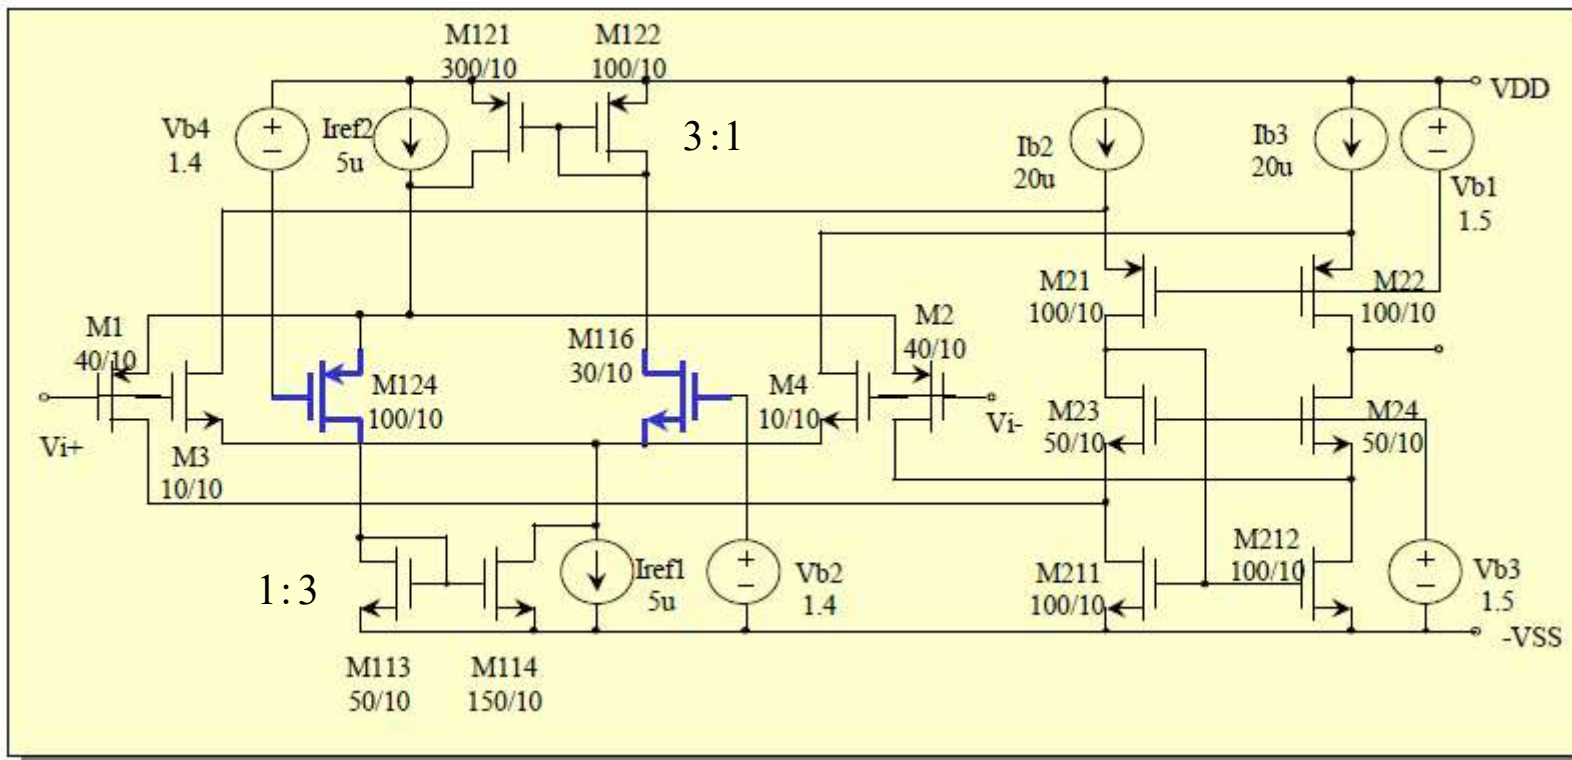 M121
300/10
M122
100/10
VDD
Vb4
1.4
Iref2
5u
3:1
Ib2
20u
Ib3
20u
Vb1
1.5
M21
100/10
M22
100/10
M1
40/10
M124
100/10
M116
30/10
M2
40/10
M4
10/10
M23
50/10
M24
50/10
Vi+
M3
10/10
Vi-
1:3
Iref1
5u
Vb2
1.4
M211
100/10
M212
100/10
Vb3
1.5
-VSS
M113
50/10
M114
150/10